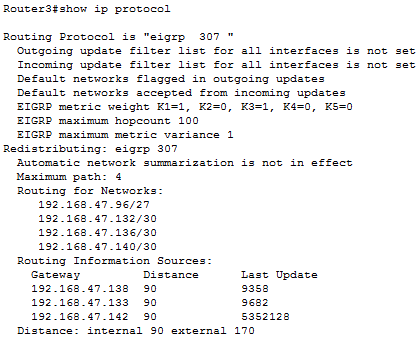 Router3#show ip protocol
Routing Protocol is "eigrp  307 "
Outgoing update filter list for all interfaces is not set
Incoming update filter list for all interfaces is not set
Default networks flagged in outgoing updates
Default networks accepted from incoming updates
EIGRP metric weight K1=1, K2=0, K3=1, K4=0, K5=0
EIGRP maximum hopcount 100
EIGRP maximum metric variance 1
Redistributing: eigrp 307
Automatic network summarization is not in effect
Maximum path: 4
Routing for Networks:
192.168.47.96/27
192.168.47.132/30
192.168.47.136/30
192.168.47.140/30
Routing Information Sources:
Gateway Distance Last Update
192.168.47.138 90 9358
192.168.47.133 90 9682
192.168.47.142 90 5352128
Distance: internal 90 external 170